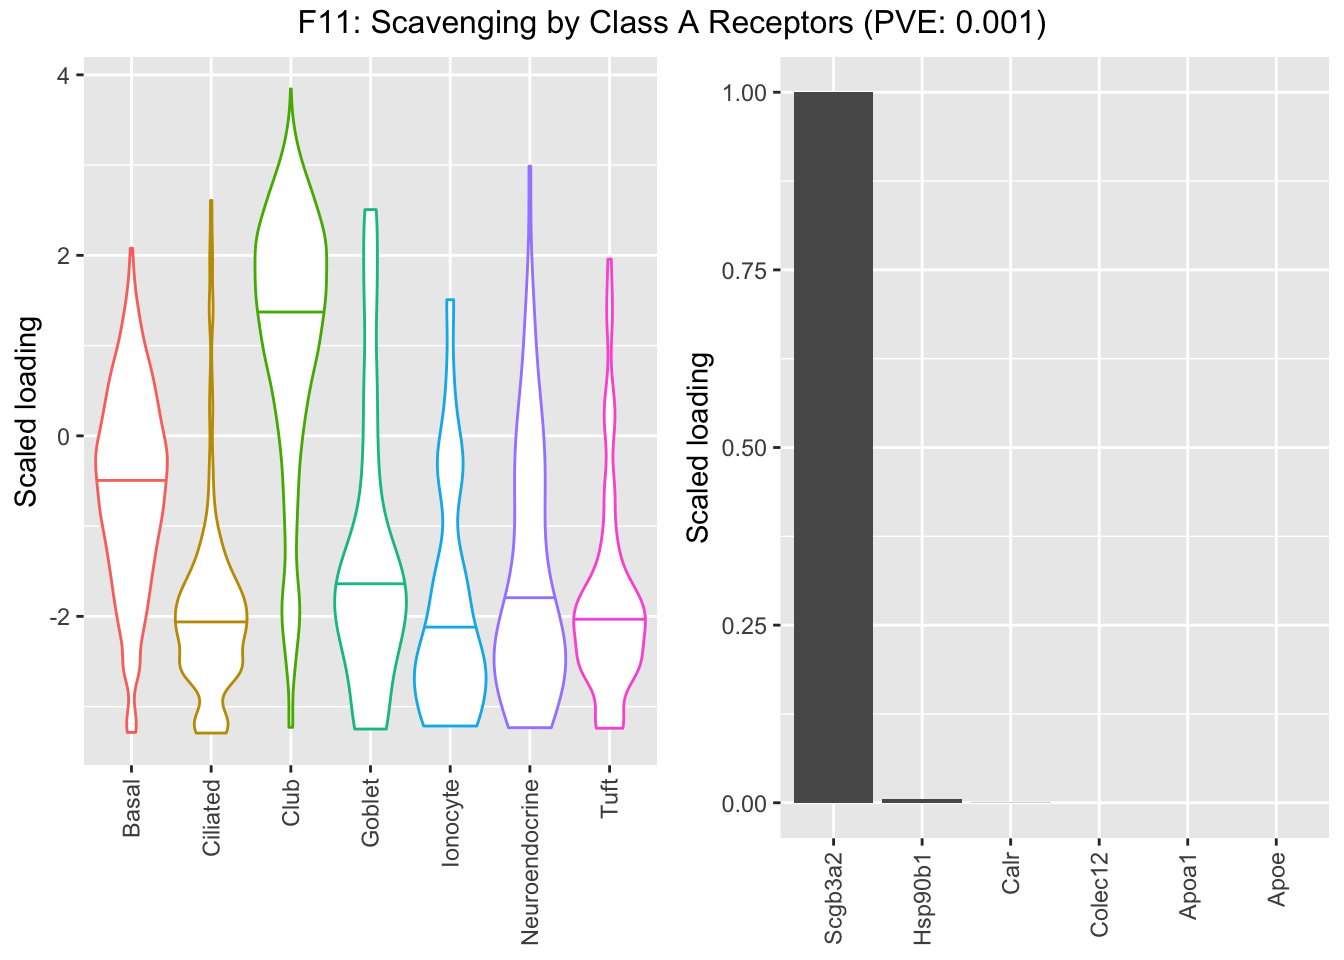 F11: Scavenging by Class A Receptors (PVE: 0.001)
Scaled loading
4
2
0
-2
Basal
Ciliated
Club
Goblet
Ionocyte
Neuroendocrine
Tuft
Scaled loading
1.00
0.75
0.50
0.25
0.00
Scgb3a2
Hsp90b1
Calr
Colec12
Apoa1
Apoe